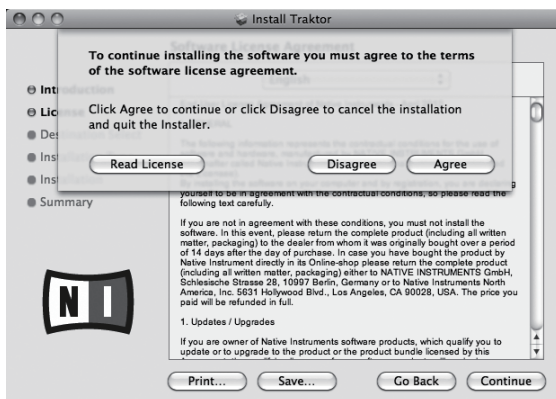 Install Traktor
Software License Agreement
To continue installing the software you must agree to the terms
of the software license agreement.
English
Introduction
Click Agree to continue or click Disagree to cancel the installation
and quit the Installer.
Read License
Disagree
Agree
Summary
yourself to be in agreement with the contractual conditions, so please read the
following text carefully.
If you are not in agreement with these conditions, you must not install the
software. In this event, please return the complete product (including all written
matter, packaging) to the dealer from whom it was originally bought over a period
of 14 days after the day of purchase. In case you have bought the product by
Native Instrument directly in its Online-shop please return the complete product
(including all written matter, packaging) either to NATIVE INSTRUMENTS GmbH,
Schlesische Strasse 28, 10997 Berlin, Germany or to Native Instruments North
America, Inc. 5631 Hollywood Blvd., Los Angeles, CA 90028, USA. The price you
paid will be refunded in full.
1. Updates / Upgrades
If you are owner of Native Instruments software products, which qualify you to
update or to upgrade to the product or the product bundle licensed by this
NI
Print...
Save...
Go Back
Continue